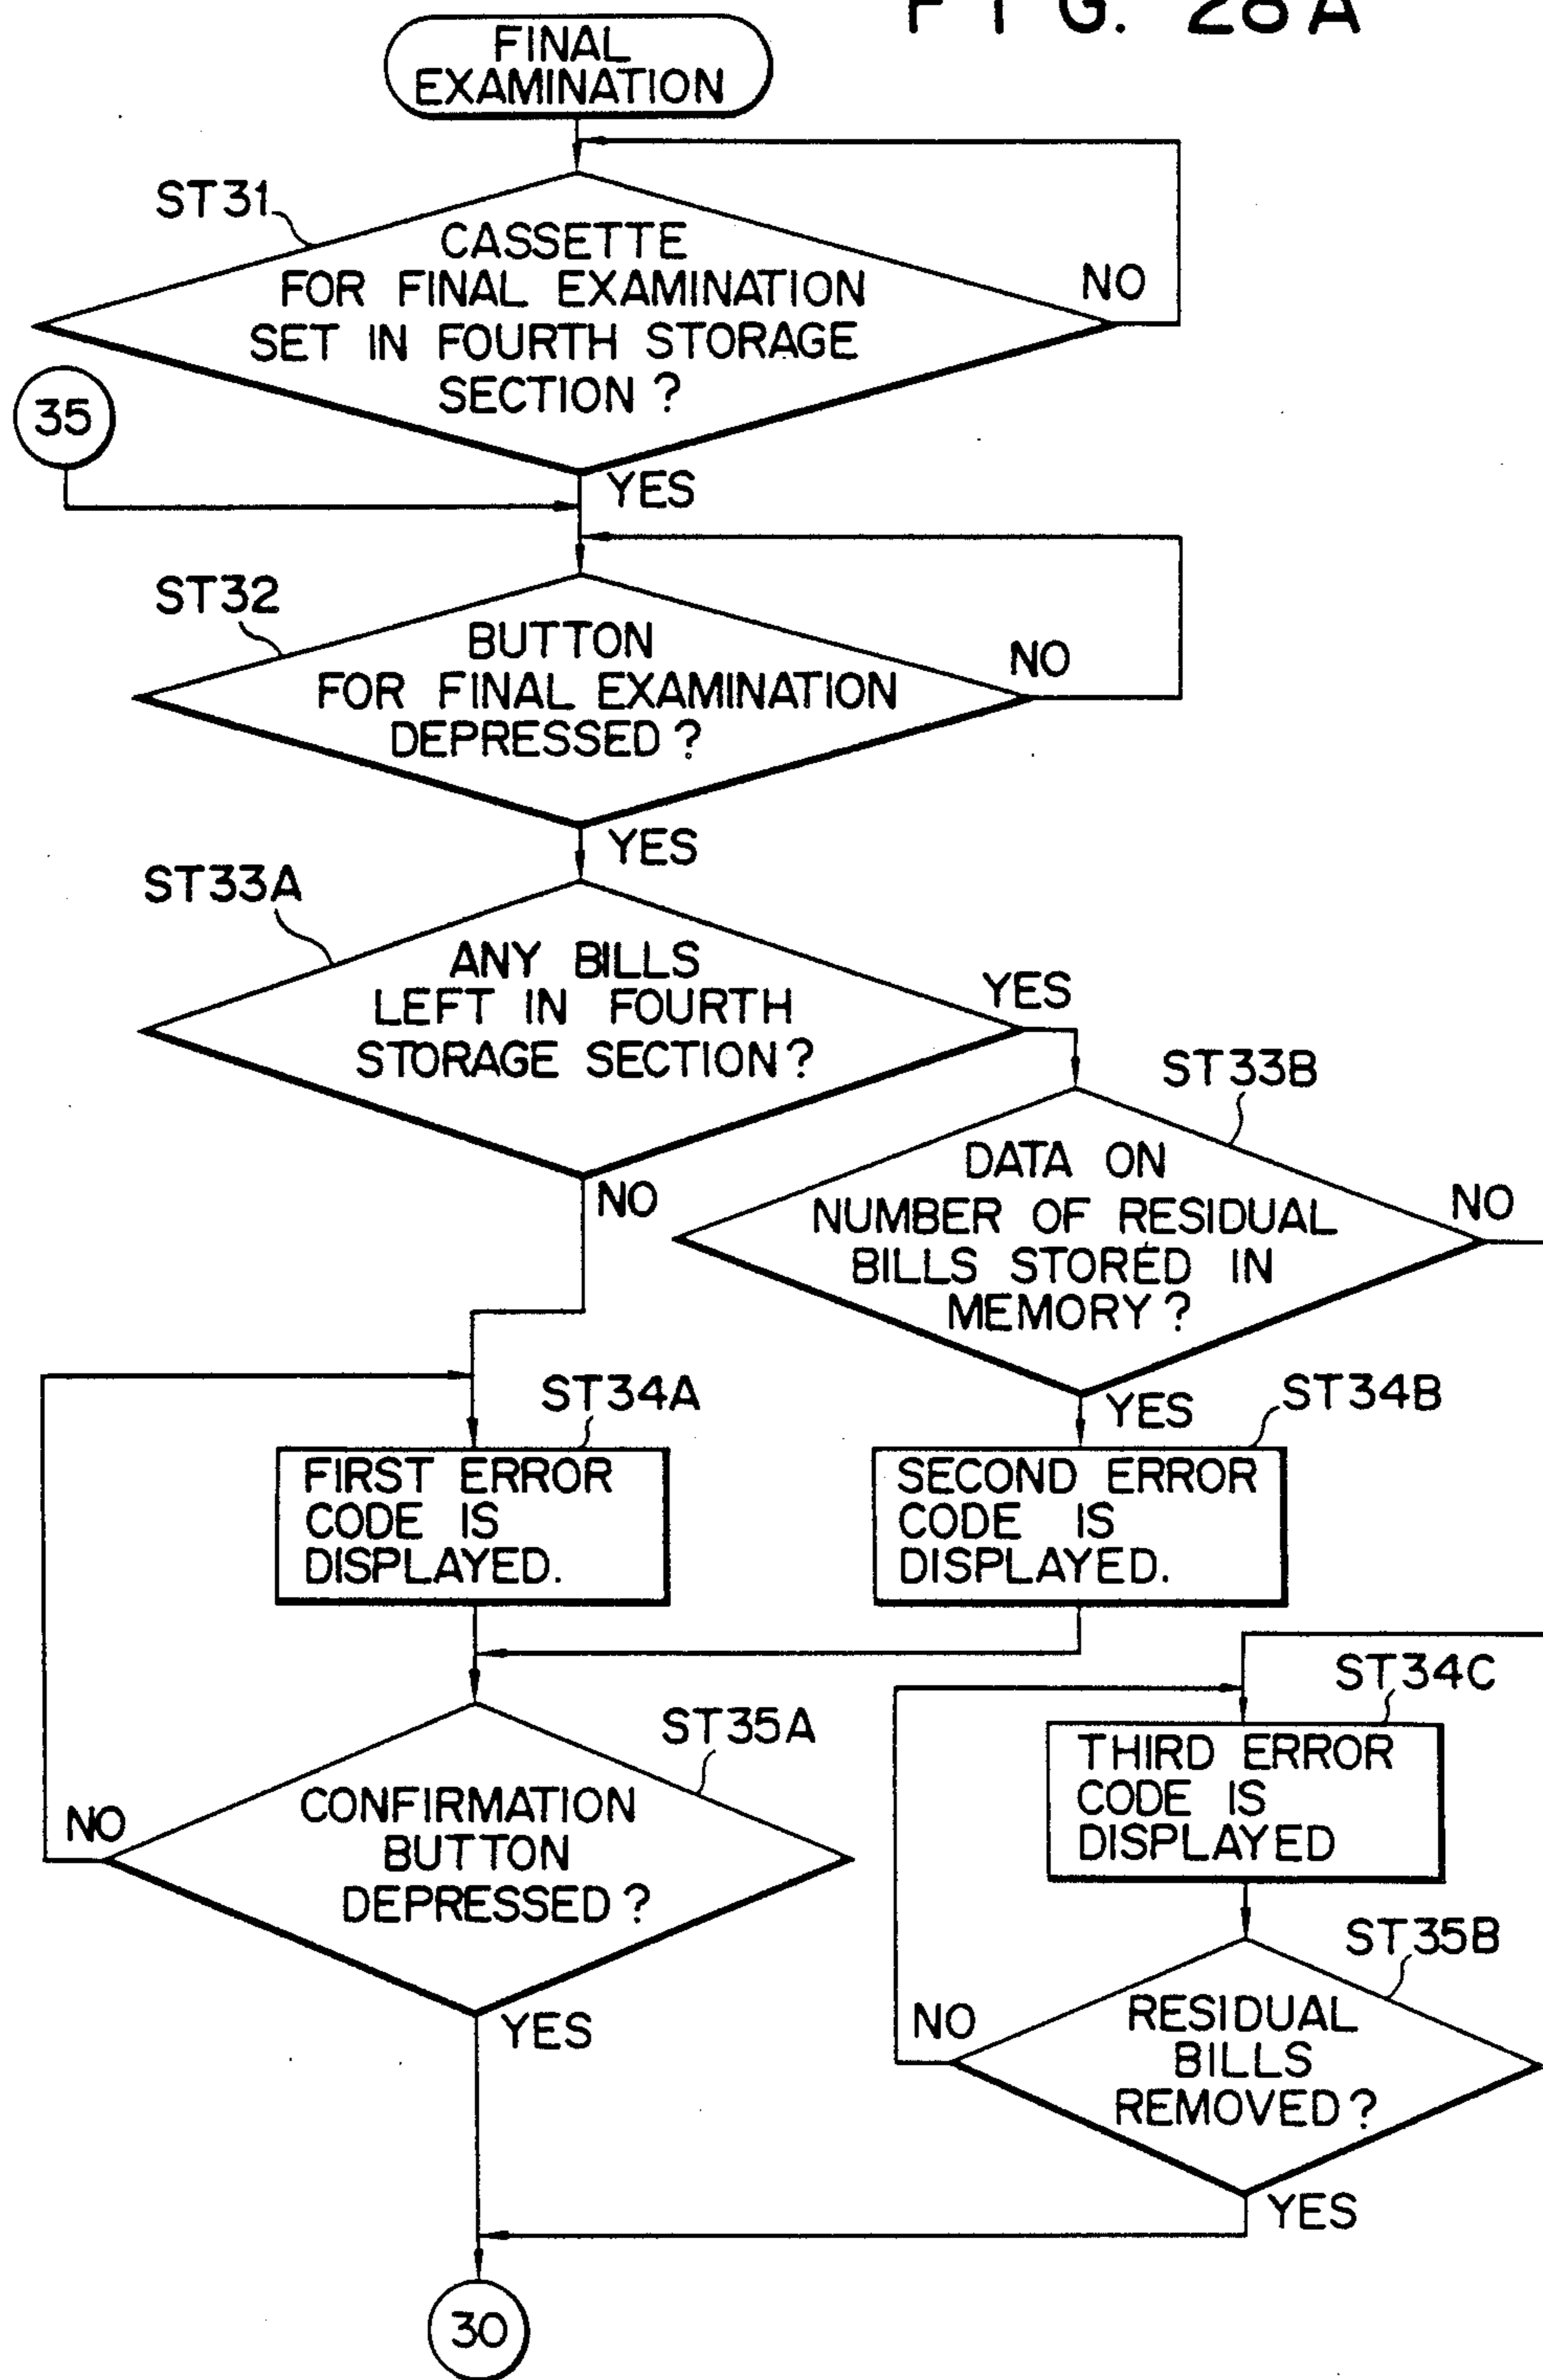 FIG. 28A
FINAL
EXAMINATION
ST31
CASSETTE
FOR FINAL EXAMINATION
SET IN FOURTH STORAGE
SECTION ?
NO
35
YES
ST32
BUTTON
FOR FINAL EXAMINATION
DEPRESSED ?
NO
YES
ST33A
ANY BILLS
LEFT IN FOURTH
STORAGE SECTION ?
YES
NO
ST33B
DATA ON
NUMBER OF RESIDUAL
BILLS STORED IN
MEMORY ?
NO
YES
ST34A
FIRST ERROR
CODE IS
DISPLAYED.
ST34B
SECOND ERROR
CODE IS
DISPLAYED.
ST35A
CONFIRMATION
BUTTON
DEPRESSED ?
NO
YES
ST34C
THIRD ERROR
CODE IS
DISPLAYED
ST35B
RESIDUAL
BILLS
REMOVED ?
NO
YES
30